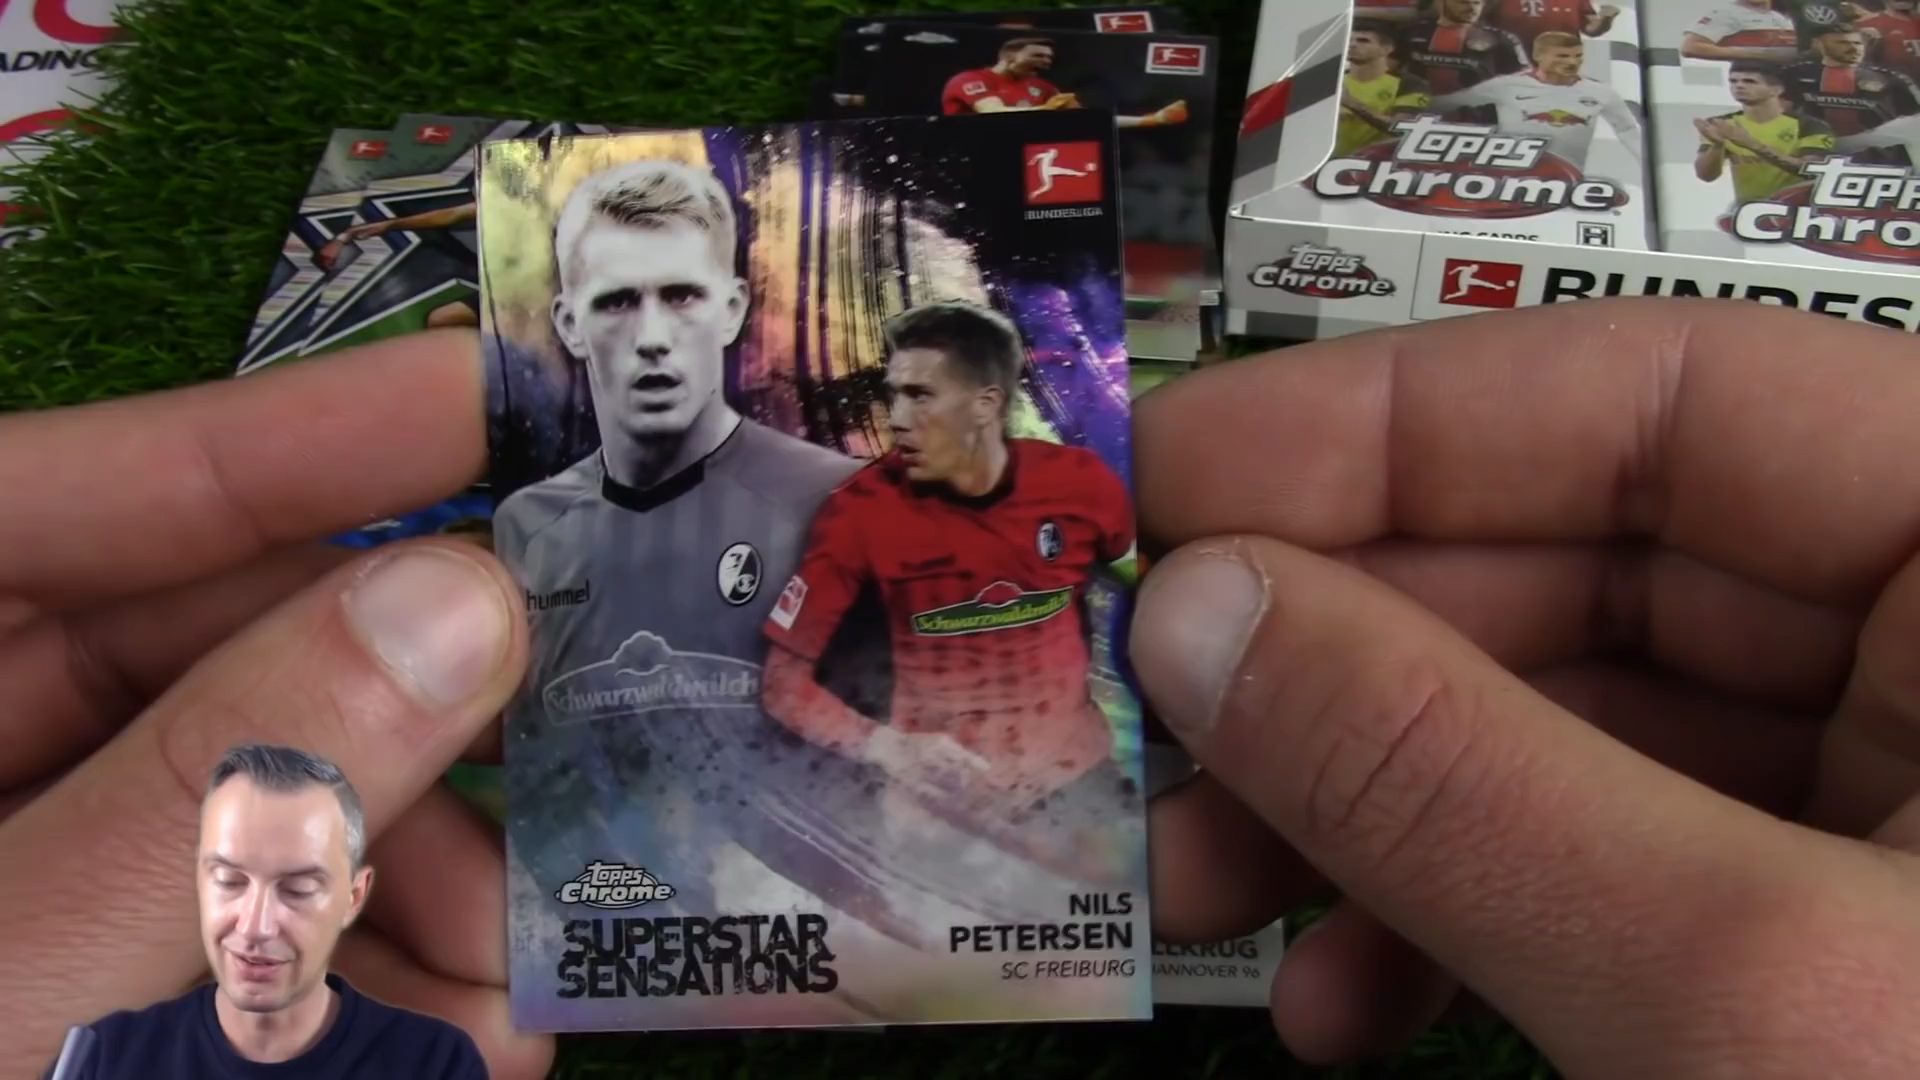 ADING
BUNDESLIGA
Topps
Chrome
Topps
Chrome
Topps
Chrome
BUNDES
hummel
Schwarzwaldmilch
Schwarzwaldmilch
Topps
Chrome
SUPERSTAR
SENSATIONS
NILS
PETERSEN
SC FREIBURG
LLKRUG
HANNOVER 96